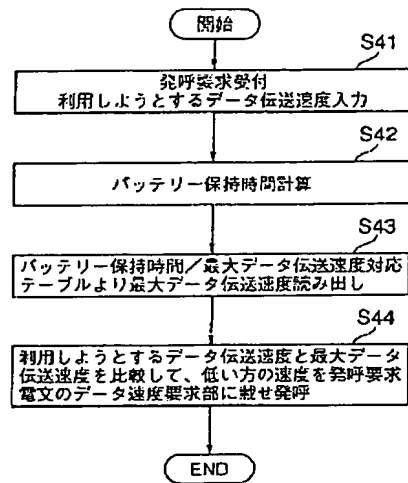 開始
S41
発呼要求受付
利用しようとするデータ伝送速度入力
S42
バッテリー保持時間計算
S43
バッテリー保持時間／最大データ伝送速度対応
テーブルより最大データ伝送速度読み出し
S44
利用しようとするデータ伝送速度と最大データ
伝送速度を比較して、低い方の速度を発呼要求
電文のデータ速度要求部に載せ発呼
END